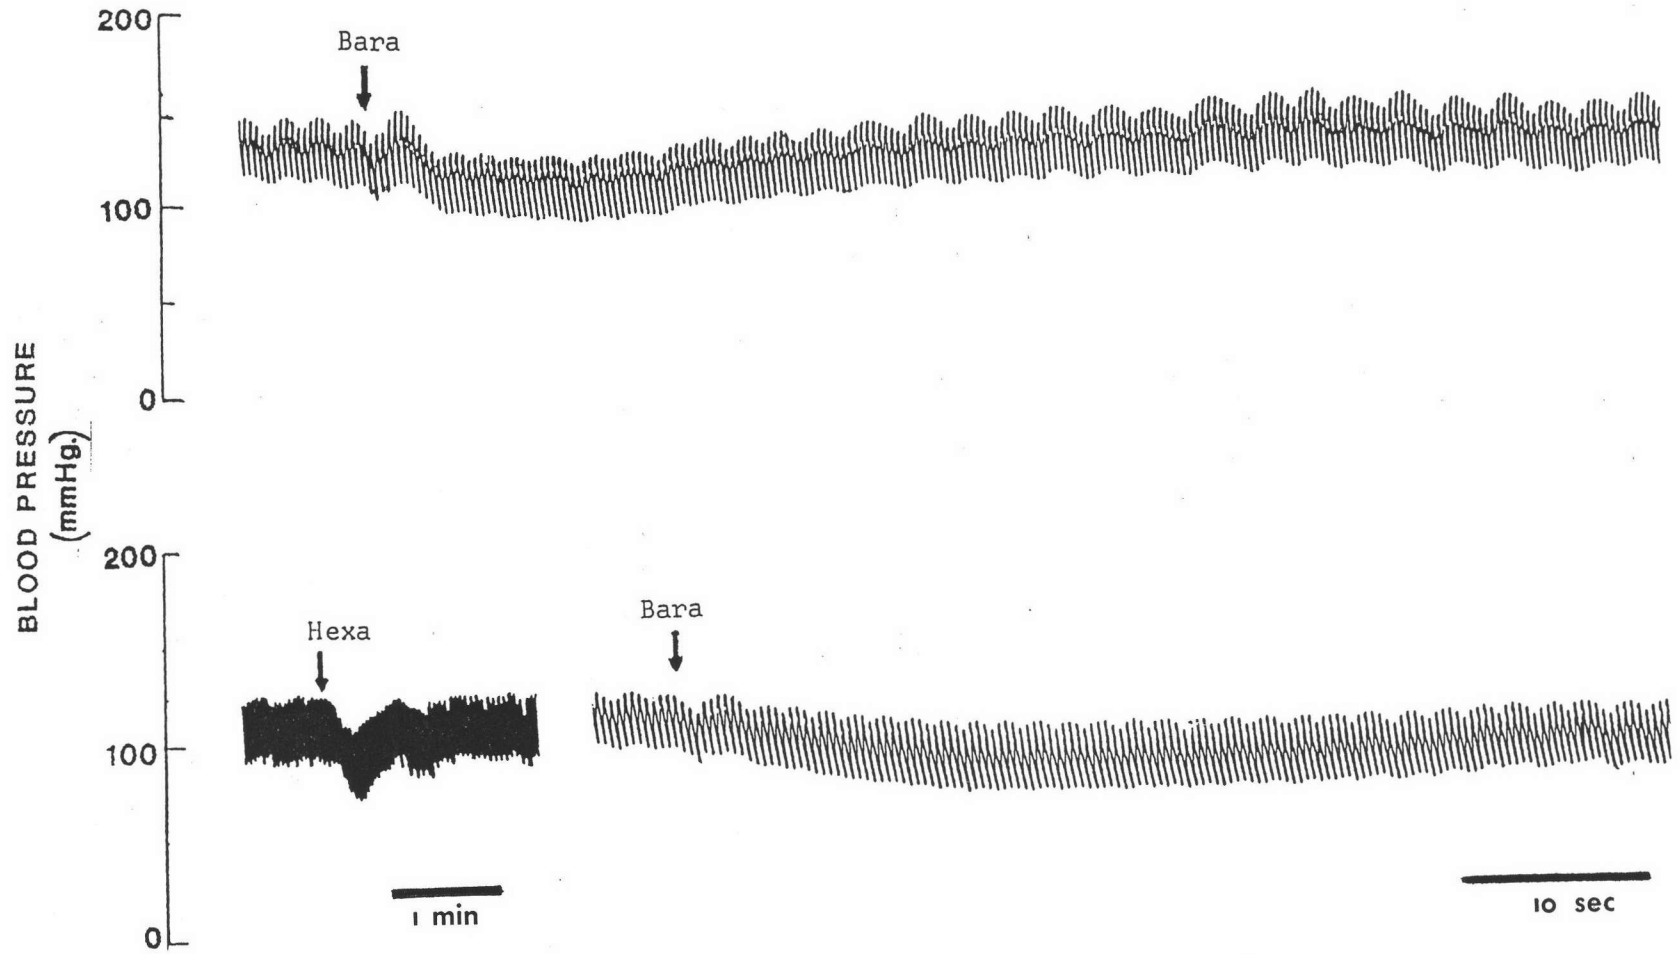 200
Bara
100
0
BLOOD PRESSURE
(mmHg.)
200
Bara
Hexa
100
1 min
10 sec
0